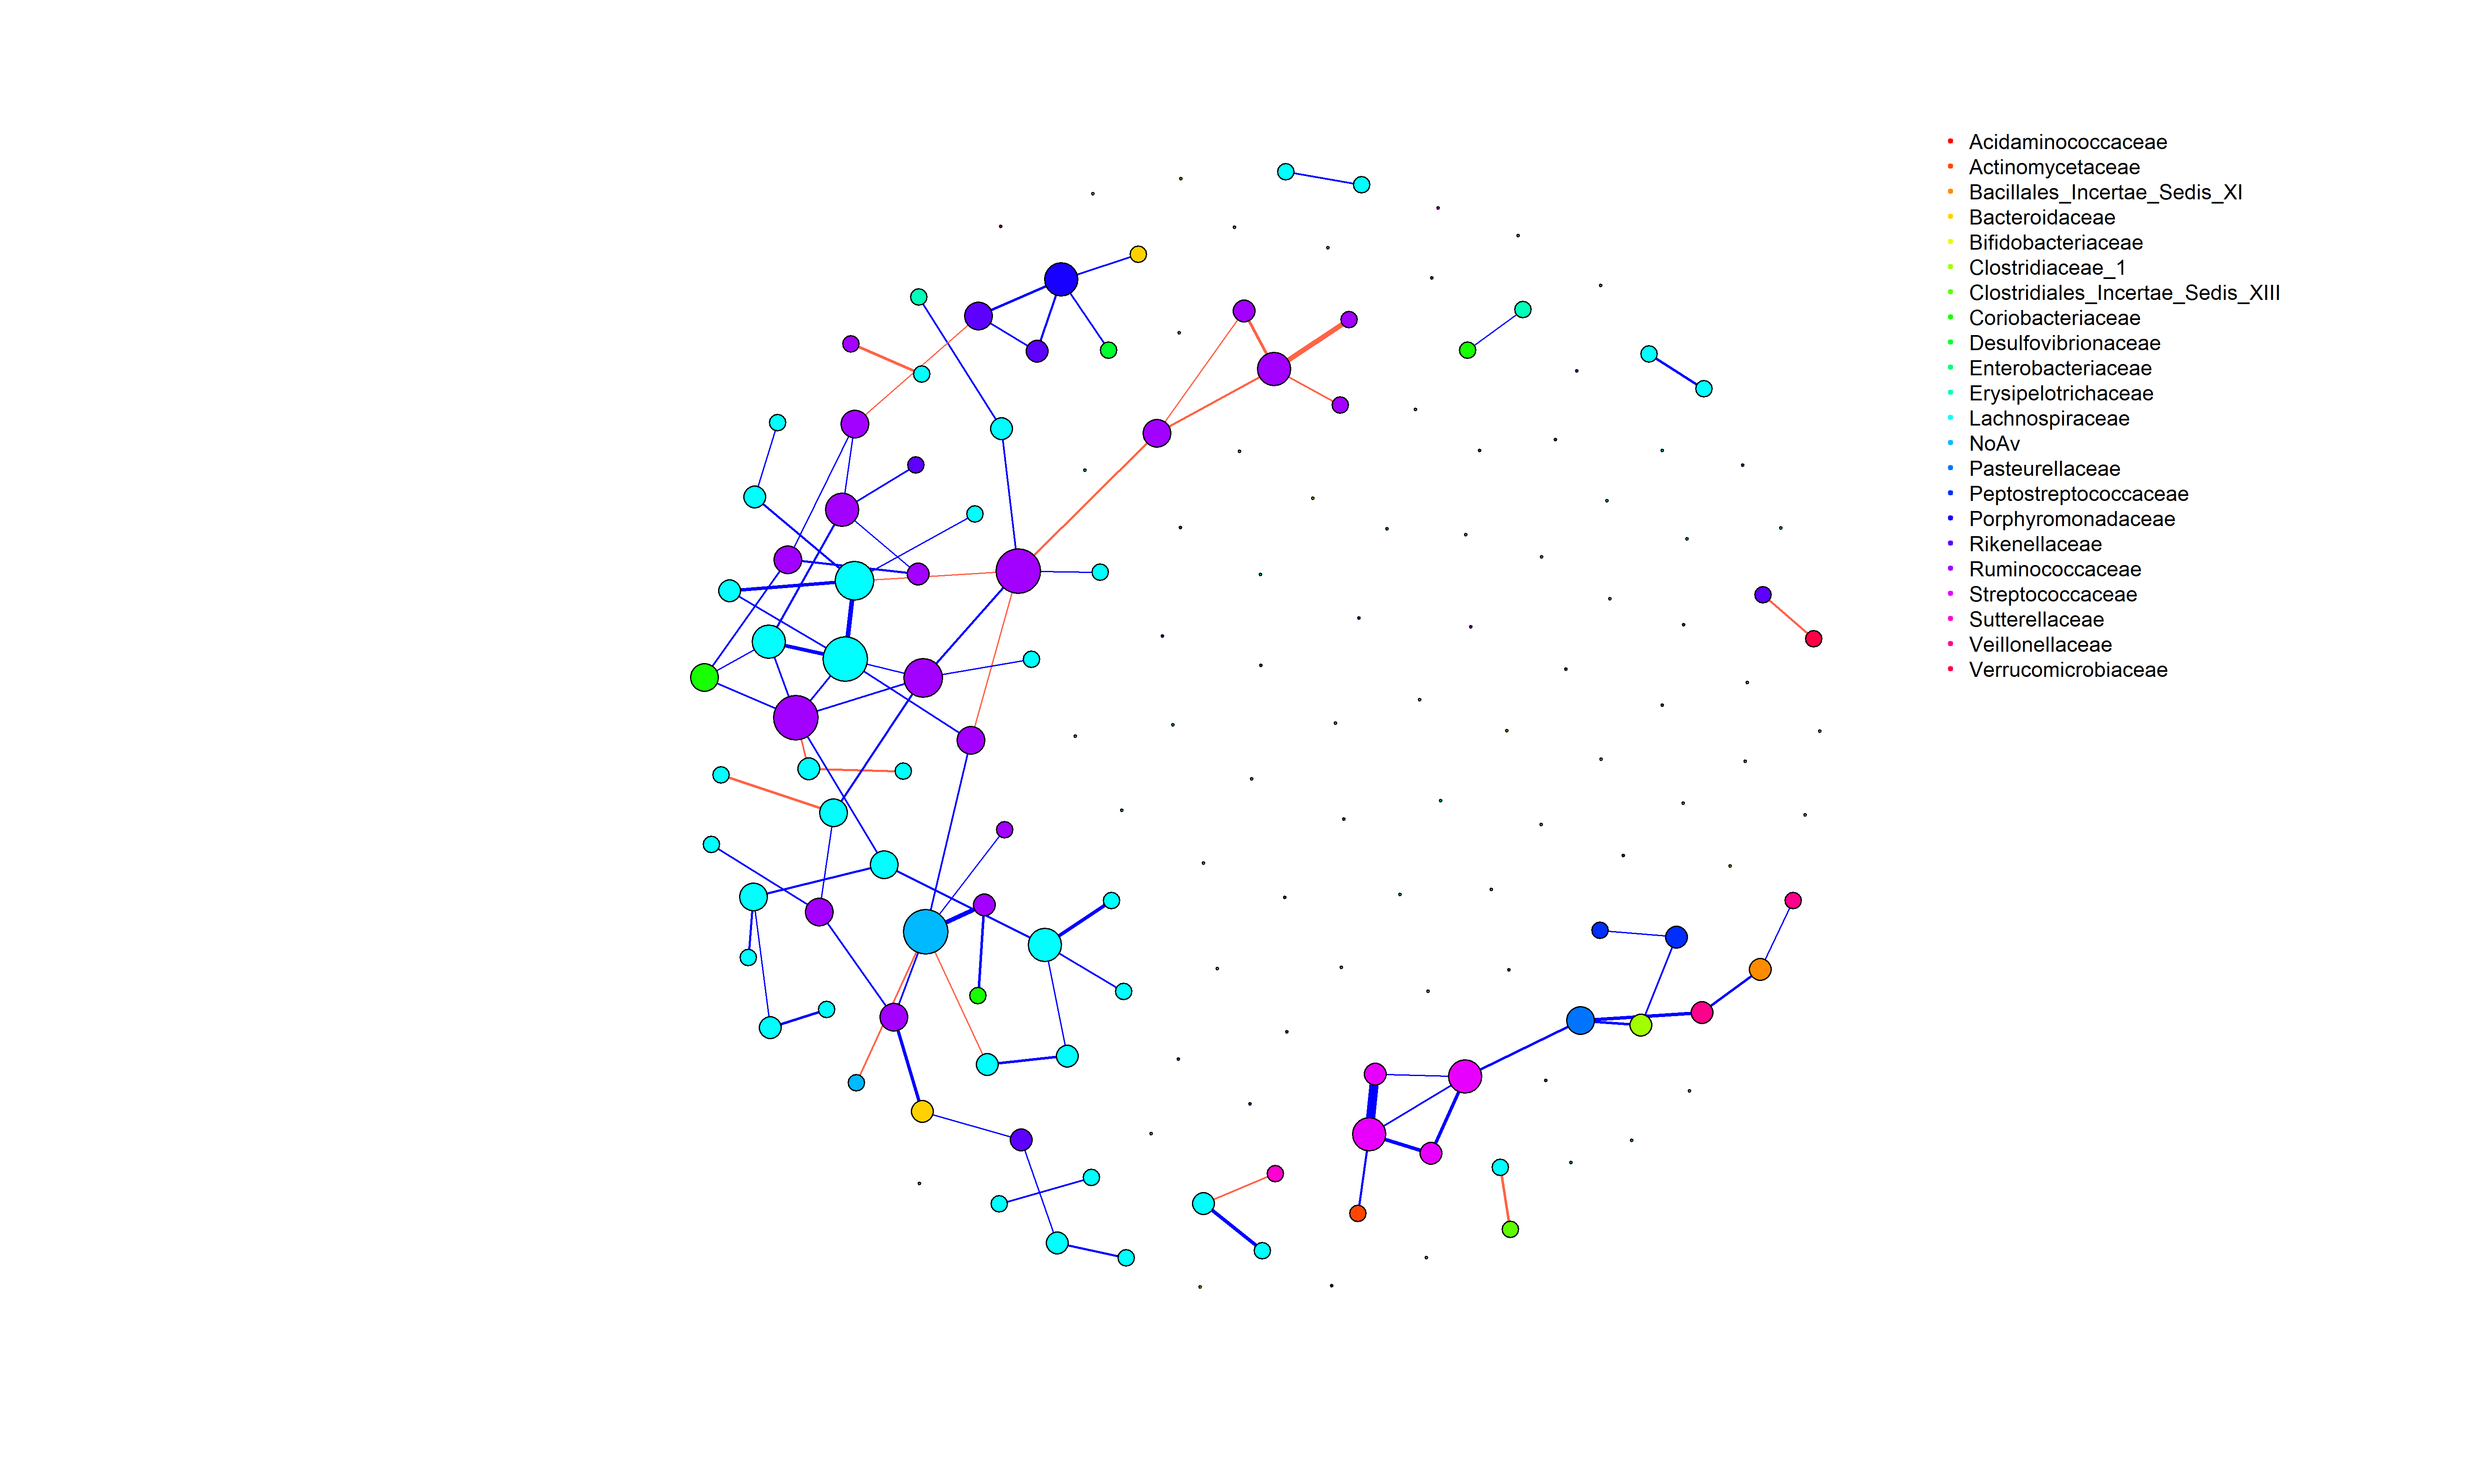 Acidaminococcaceae
Actinomycetaceae
Bacillales_Incertae_Sedis_XI
Bacteroidaceae
Bifidobacteriaceae
Clostridiaceae_1
Clostridiales_Incertae_Sedis_XIII
Coriobacteriaceae
Desulfovibrionaceae
Enterobacteriaceae
Erysipelotrichaceae
Lachnospiraceae
NoAv
Pasteurellaceae
Peptostreptococcaceae
Porphyromonadaceae
Rikenellaceae
Ruminococcaceae
Streptococcaceae
Sutterellaceae
Veillonellaceae
Verrucomicrobiaceae